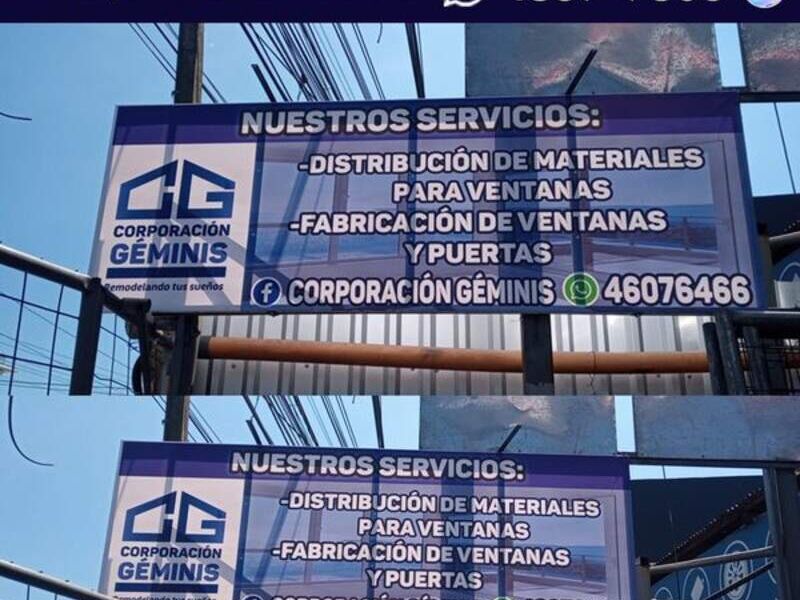 NUESTROS SERVICIOS:
-DISTRIBUCIÓN DE MATERIALES
PARA VENTANAS
-FABRICACIÓN DE VENTANAS
Y PUERTAS
CG
CORPORACIÓN
GÉMINIS
Remodelando tus sueños
CORPORACIÓN GÉMINIS 46076466
NUESTROS SERVICIOS:
-DISTRIBUCIÓN DE MATERIALES
PARA VENTANAS
-FABRICACIÓN DE VENTANAS
Y PUERTAS
CG
CORPORACIÓN
GÉMINIS